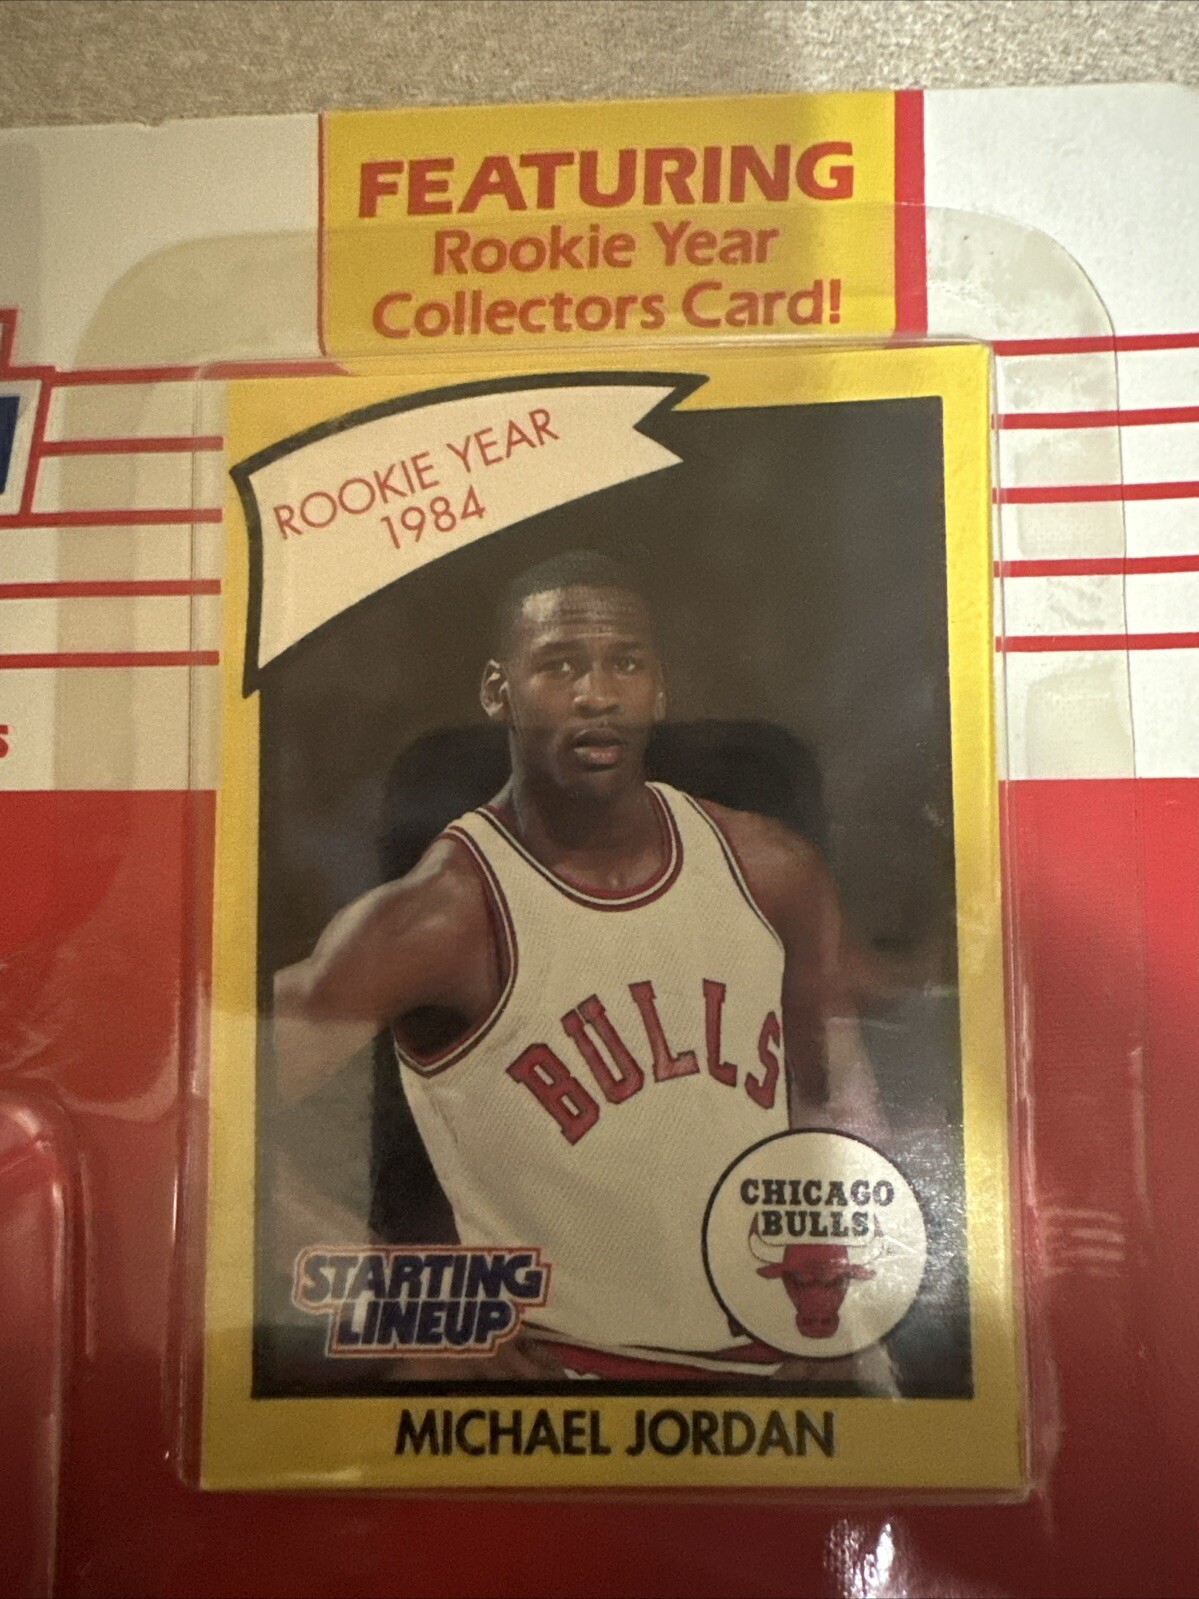 FEATURING
Rookie Year
Collectors Card!
ROOKIE YEAR
1984
BULLS
CHICAGO
BULLS
STARTING
LINEUP
MICHAEL JORDAN